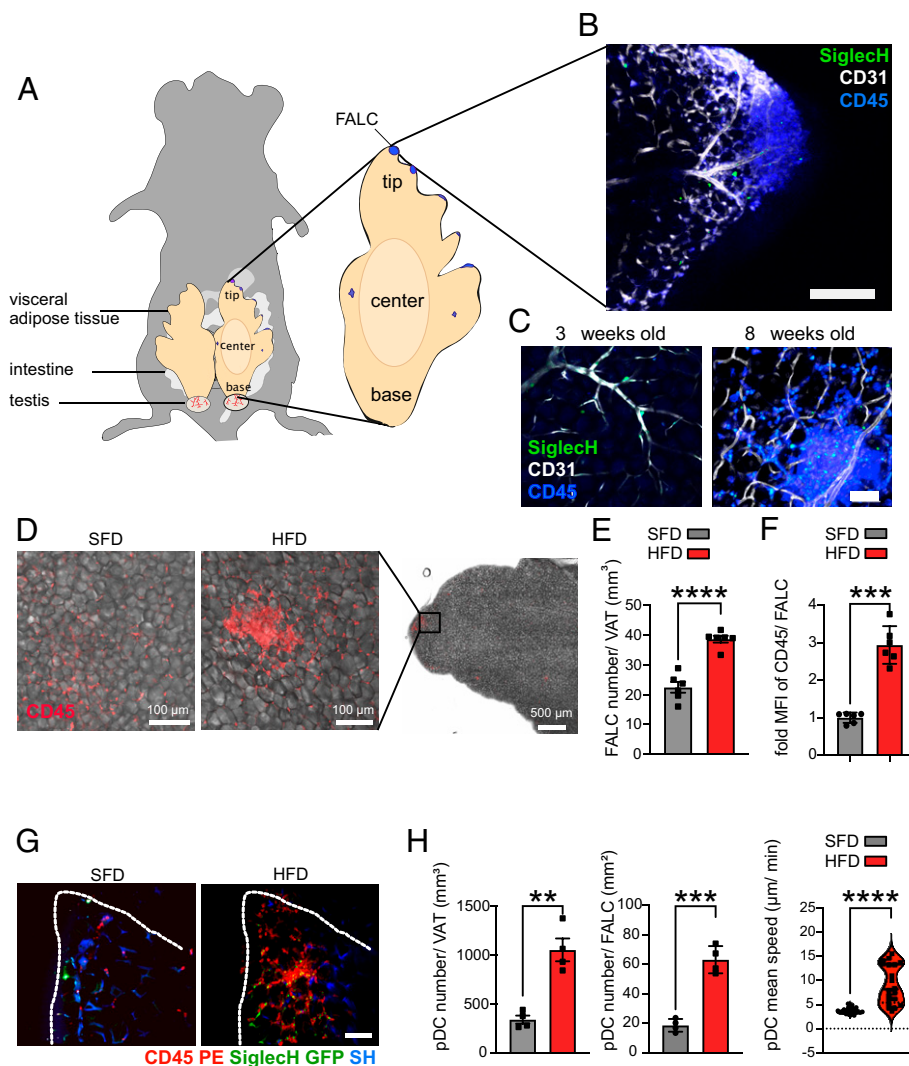 A
FALC
tip
center
base
visceral
adipose tissue
intestine
testis
tip
center
base
B
SiglecH
CD31
CD45
C
3 weeks old
8 weeks old
SiglecH
CD31
CD45
D
SFD
HFD
CD45
100 µm
100 µm
500 µm
E
SFD
HFD
FALC number/ VAT (mm³)
****
50
40
30
20
10
0
F
SFD
HFD
fold MFI of CD45/ FALC
***
4
3
2
1
0
G
SFD
HFD
CD45 PE SiglecH GFP SH
H
pDC number/ VAT (mm³)
**
1500
1000
500
0
pDC number/ FALC (mm²)
***
100
80
60
40
20
0
SFD
HFD
pDC mean speed (µm/ min)
****
25
20
15
10
5
0
-5